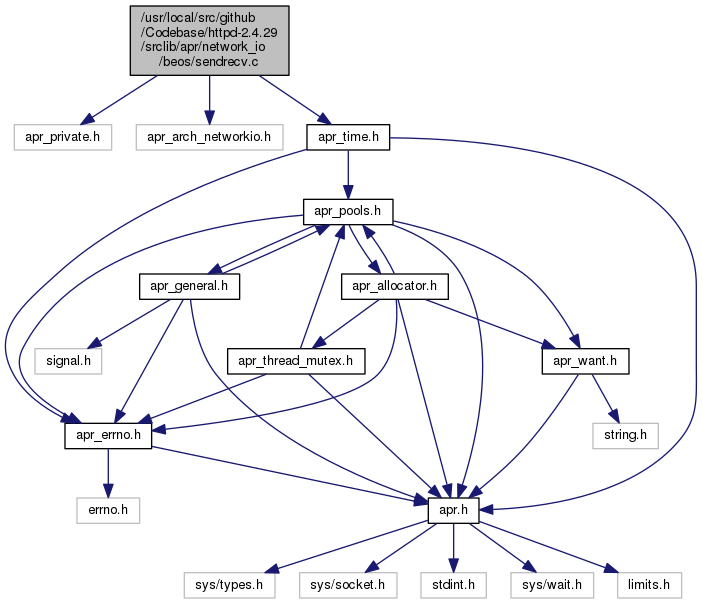 /usr/local/src/github
/Codebase/httpd-2.4.29
/srclib/apr/network_io
/beos/sendrecv.c
apr_private.h
apr_arch_networkio.h
apr_time.h
apr_pools.h
apr_general.h
apr_allocator.h
signal.h
apr_thread_mutex.h
apr_want.h
apr_errno.h
string.h
errno.h
apr.h
sys/types.h
sys/socket.h
stdint.h
sys/wait.h
limits.h